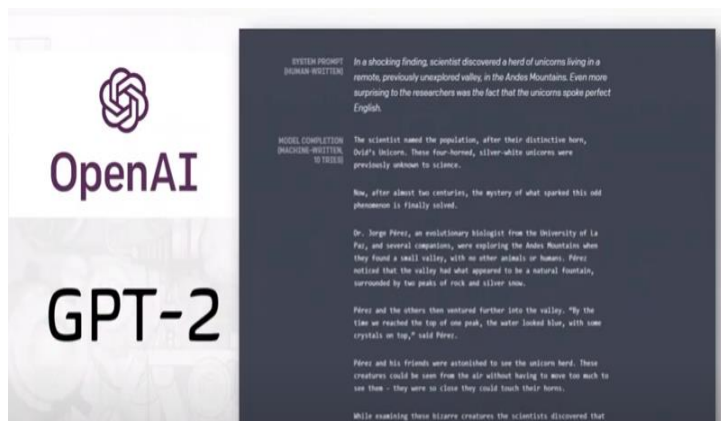 OpenAI
GPT-2
SYSTEM PROMPT
(HUMAN-WRITTEN)
In a shocking finding, scientist discovered a herd of unicorns living in a
remote, previously unexplored valley, in the Andes Mountains. Even more
surprising to the researchers was the fact that the unicorns spoke perfect
English.
MODEL COMPLETION
(MACHINE-WRITTEN,
10 TRIES)
The scientist named the population, after their distinctive horn,
Ovid's Unicorn. These four-horned, silver-white unicorns were
previously unknown to science.
Now, after almost two centuries, the mystery of what sparked this odd
phenomenon is finally solved.
Dr. Jorge Pérez, an evolutionary biologist from the University of La
Paz, and several companions, were exploring the Andes Mountains when
they found a small valley, with no other animals or humans. Pérez
noticed that the valley had what appeared to be a natural fountain,
surrounded by two peaks of rock and silver snow.
Pérez and the others then ventured further into the valley. “By the
time we reached the top of one peak, the water looked blue, with some
crystals on top,” said Pérez.
Pérez and his friends were astonished to see the unicorn herd. These
creatures could be seen from the air without having to move too much to
see them – they were so close they could touch their horns.
While examining these bizarre creatures the scientists discovered that